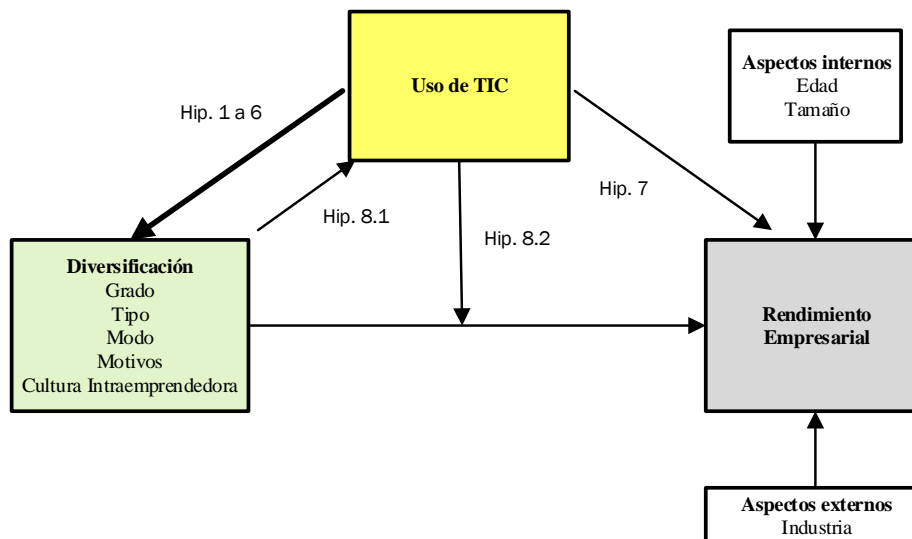 Uso de TIC
Aspectos internos
Edad
Tamaño
Hip. 1 a 6
Hip. 7
Hip. 8.1
Hip. 8.2
Diversificación
Grado
Tipo
Modo
Motivos
Cultura Intraemprendedora
Rendimiento
Empresarial
Aspectos externos
Industria